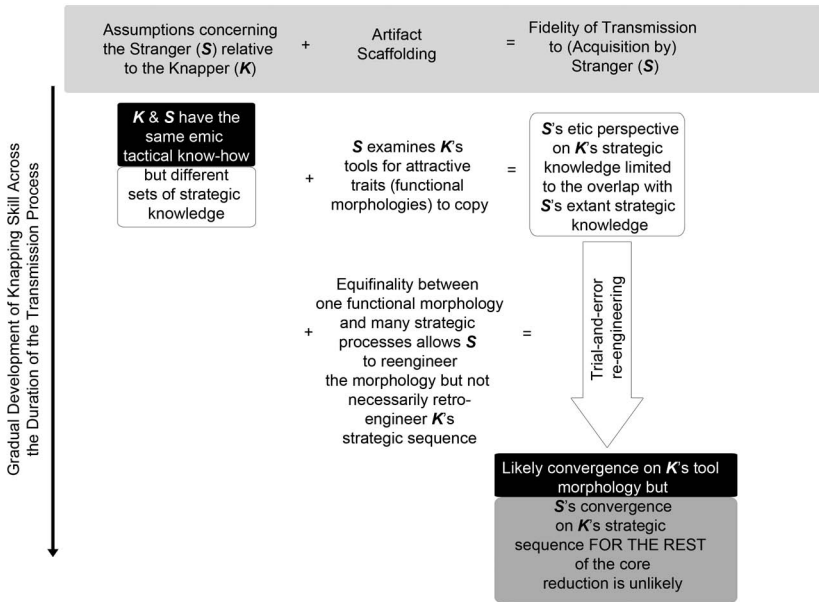 Assumptions concerning
the Stranger (S) relative
to the Knapper (K)
+
Artifact
Scaffolding
=
Fidelity of Transmission
to (Acquisition by)
Stranger (S)
Gradual Development of Knapping Skill Across
the Duration of the Transmission Process
K & S have the
same emic
tactical know-how
but different
sets of strategic
knowledge
+
S examines K's
tools for attractive
traits (functional
morphologies) to copy
=
S's etic perspective
on K's strategic
knowledge limited
to the overlap with
S's extant strategic
knowledge
+
Equifinality between
one functional morphology
and many strategic
processes allows S
to reengineer
the morphology but not
necessarily retro-
engineer K's
strategic sequence
=
Trial-and-error
re-engineering
Likely convergence on K's tool
morphology but
S's convergence
on K's strategic
sequence FOR THE REST
of the core
reduction is unlikely